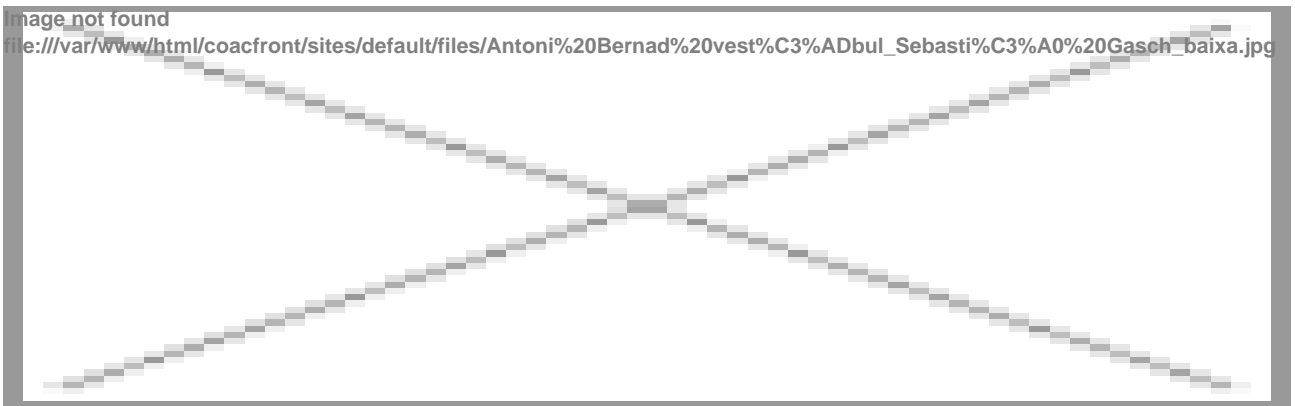 Image not found
file:///var/www/html/coacfront/sites/default/files/Antoni%20Bernad%20vest%C3%ADbul_Sebasti%C3%A0%20Gasch_baixa.jpg